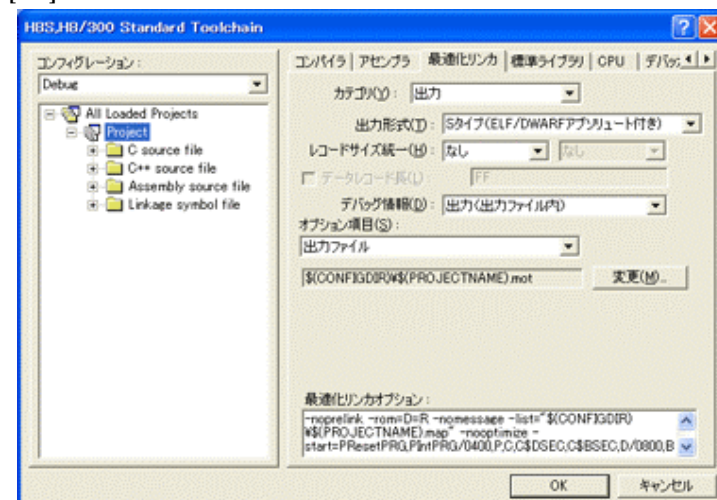 H8S,H8/300 Standard Toolchain
コンフィグレーション :
Debug
All Loaded Projects
Project
C source file
C++ source file
Assembly source file
Linkage symbol file
コンパイラ アセンブラ 最適化リンカ 標準ライブラリ CPU デバッ
カテゴリ(Y) : 出力
出力形式(T) : Sタイプ(ELF/DWARFアブソリュート付き)
レコードサイズ統一(H) : なし なし
データレコード長(L) : FF
デバッグ情報(D) : 出力(出力ファイル内)
オプション項目(S) :
出力ファイル
$(CONFIGDIR)¥$(PROJECTNAME).mot 変更(M)...
最適化リンカオプション :
-noprelink -rom=D=R -nomessage -list="$(CONFIGDIR)
¥$(PROJECTNAME).map" -nooptimize -
start=PResetPRG,PIntPRG/0400,P,C,C$DSEC,C$BSEC,D/0800,B
OK キャンセル